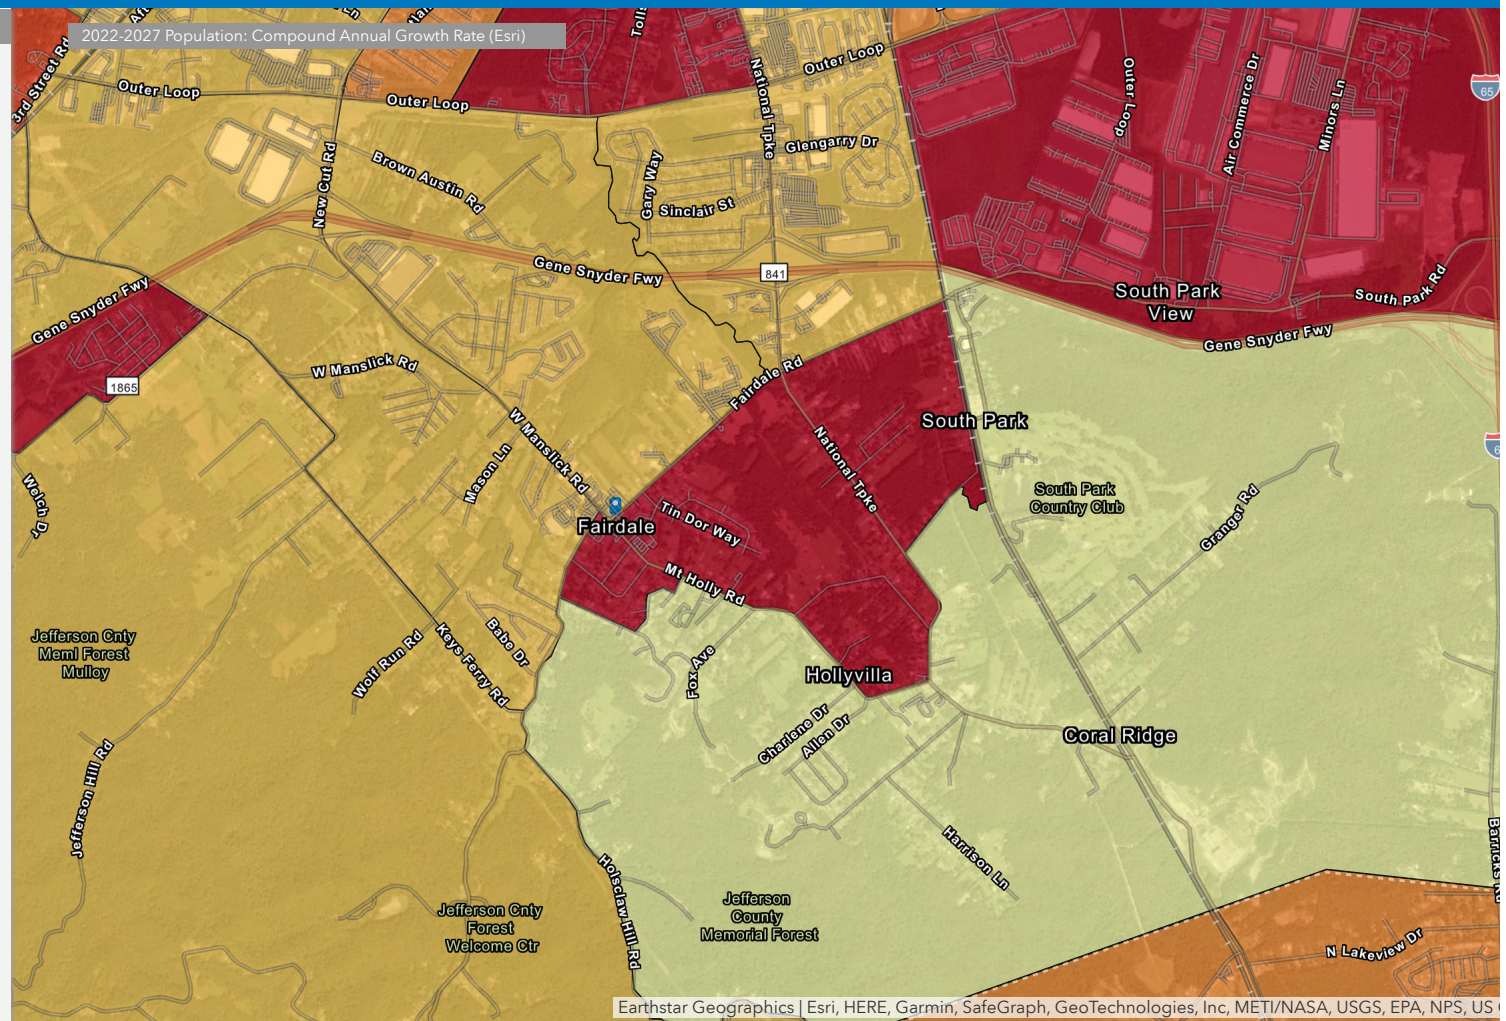 2022-2027 Population: Compound Annual Growth Rate (Esri)
3rd Street Rd
Outer Loop
Outer Loop
Outer Loop
National Tpke
Outer Loop
Air Commerce Dr
Minors Ln
65
New Cut Rd
Brown Austin Rd
Gary Way
Sinclair St
Glengarry Dr
Gene Snyder Fwy
841
Gene Snyder Fwy
South Park
View
South Park Rd
Gene Snyder Fwy
1865
W Manslick Rd
Fairdale Rd
South Park
W Manslick Rd
Mason Ln
National Tpke
Welch Dr
South Park
Country Club
Granger Rd
Fairdale
Tin Dor Way
Mt Holly Rd
Jefferson Cnty
Meml Forest
Mulloy
Wolf Run Rd
Keys Ferry Rd
Babe Dr
Fox Ave
Hollyvilla
Charlene Dr
Allen Dr
Coral Ridge
Jefferson Hill Rd
Harrison Ln
Barricks Rd
Holsclaw Hill Rd
Jefferson Cnty
Forest
Welcome Ctr
Jefferson
County
Memorial Forest
N Lakeview Dr
Earthstar Geographics | Esri, HERE, Garmin, SafeGraph, GeoTechnologies, Inc, METI/NASA, USGS, EPA, NPS, US